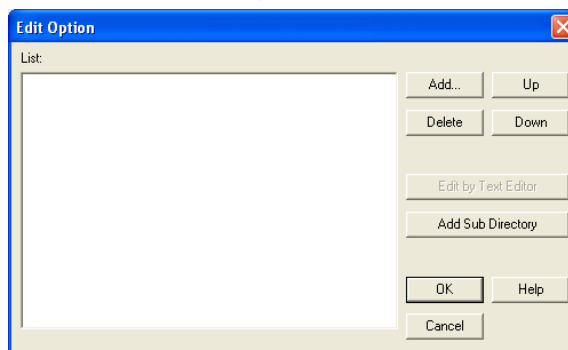 Edit Option
List:
Add... Up
Delete Down
Edit by Text Editor
Add Sub Directory
OK Help
Cancel